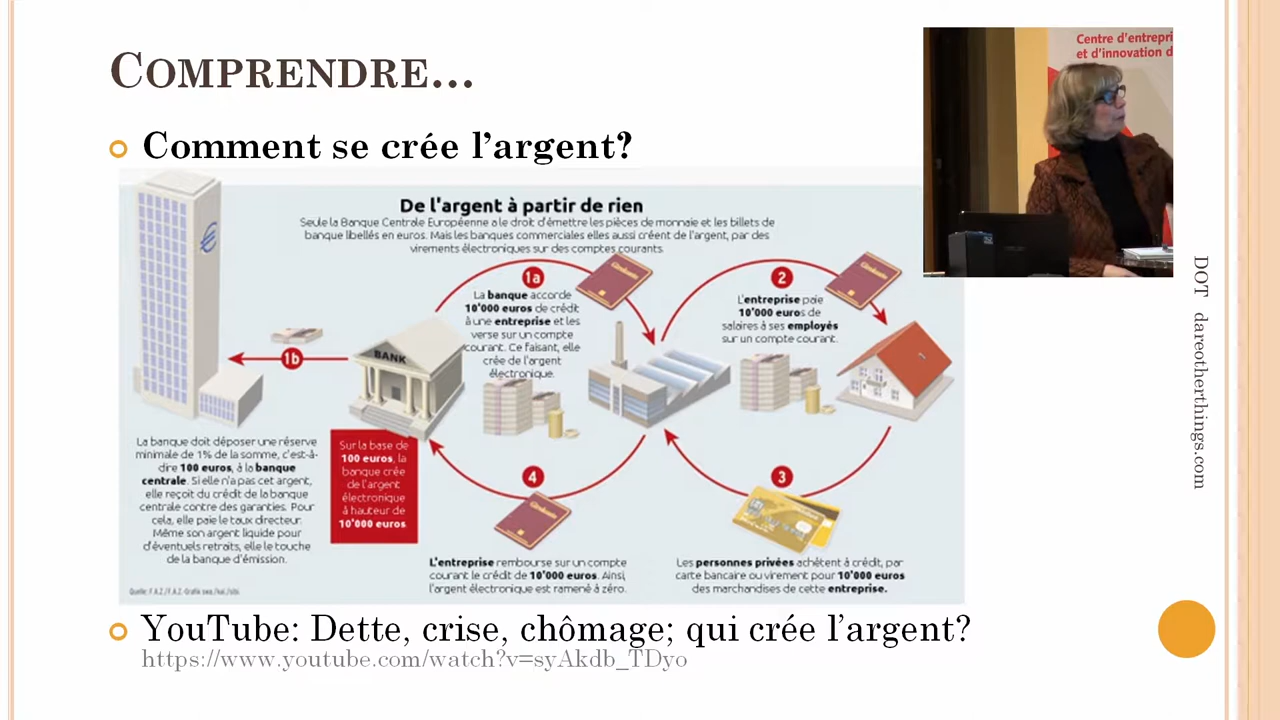 COMPRENDRE...
Comment se crée l'argent?
De l'argent à partir de rien
Seule la Banque Centrale Européenne a le droit d'émettre les pièces de monnaie et les billets de
banque libellés en euros. Mais les banques commerciales elles aussi créent de l'argent, par des
virements électroniques sur des comptes courants.
1a
La banque accorde
10'000 euros de crédit
à une entreprise et les
verse sur un compte
courant. Ce faisant, elle
crée de l'argent
électronique.
2
L'entreprise paie
10'000 euros de
salaires à ses employés
sur un compte courant.
1b
BANK
La banque doit déposer une réserve
minimale de 1% de la somme, c'est-à-
dire 100 euros, à la banque
centrale. Si elle n'a pas cet argent,
elle reçoit du crédit de la banque
centrale contre des garanties. Pour
cela, elle paie le taux directeur.
Même son argent liquide pour
d'éventuels retraits, elle le touche
de la banque d'émission.
Sur la base de
100 euros, la
banque crée
de l'argent
électronique
à hauteur de
10'000 euros
4
L'entreprise rembourse sur un compte
courant le crédit de 10'000 euros. Ainsi,
l'argent électronique est ramené à zéro.
3
Les personnes privées achètent à crédit, par
carte bancaire ou virement pour 10'000 euros
des marchandises de cette entreprise.
Quelle: F.A.Z./F.A.Z.-Grafik
YouTube: Dette, crise, chômage; qui crée l'argent?
https://www.youtube.com/watch?v=syAkdb_TDyo
Centre d'entrepri
et d'innovation d
DOT dareotherthings.com